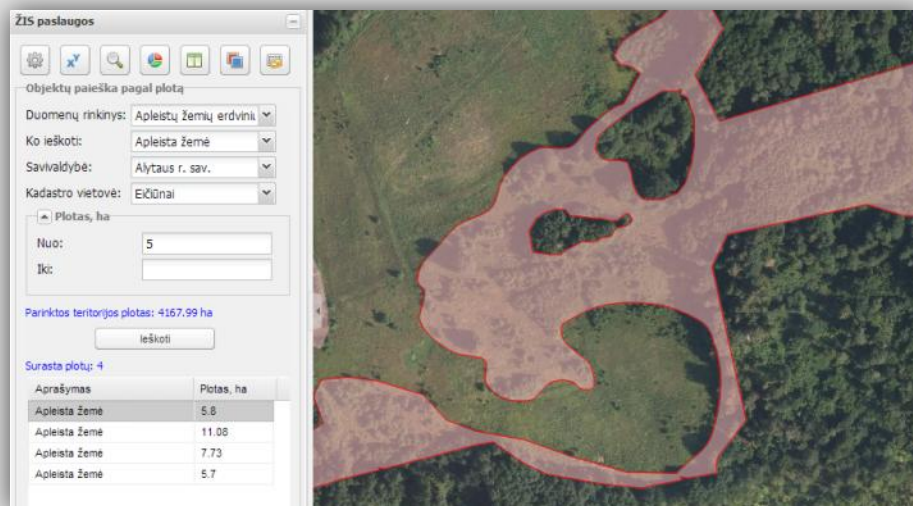 ŽIS paslaugos
Objektų paieška pagal plotą
Duomenų rinkinys: Apleistų žemių erdvinių
Ko ieškoti: Apleista žemė
Savivaldybė: Alytaus r. sav.
Kadastro vietovė: Eičiūnai
Plotas, ha
Nuo: 5
Iki:
Parinktos teritorijos plotas: 4167.99 ha
Ieškoti
Surasta plotų: 4
Aprašymas Plotas, ha
Apleista žemė 5.8
Apleista žemė 11.08
Apleista žemė 7.73
Apleista žemė 5.7